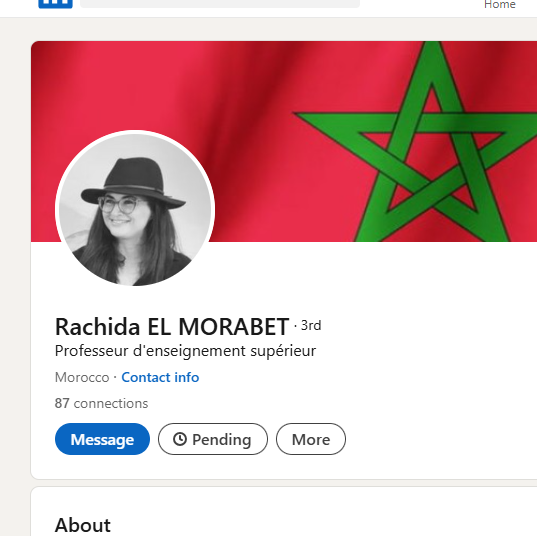 Home
Rachida EL MORABET · 3rd
Professeur d'enseignement supérieur
Morocco · Contact info
87 connections
Message
Pending
More
About